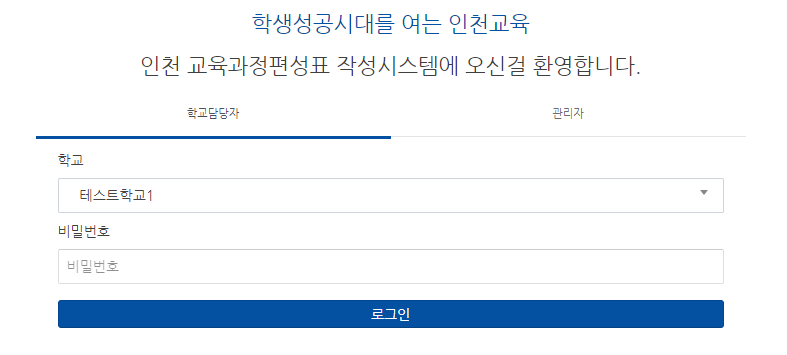 학생성공시대를 여는 인천교육
인천 교육과정편성표 작성시스템에 오신걸 환영합니다.
학교담당자
관리자
학교
테스트학교1
비밀번호
비밀번호
로그인